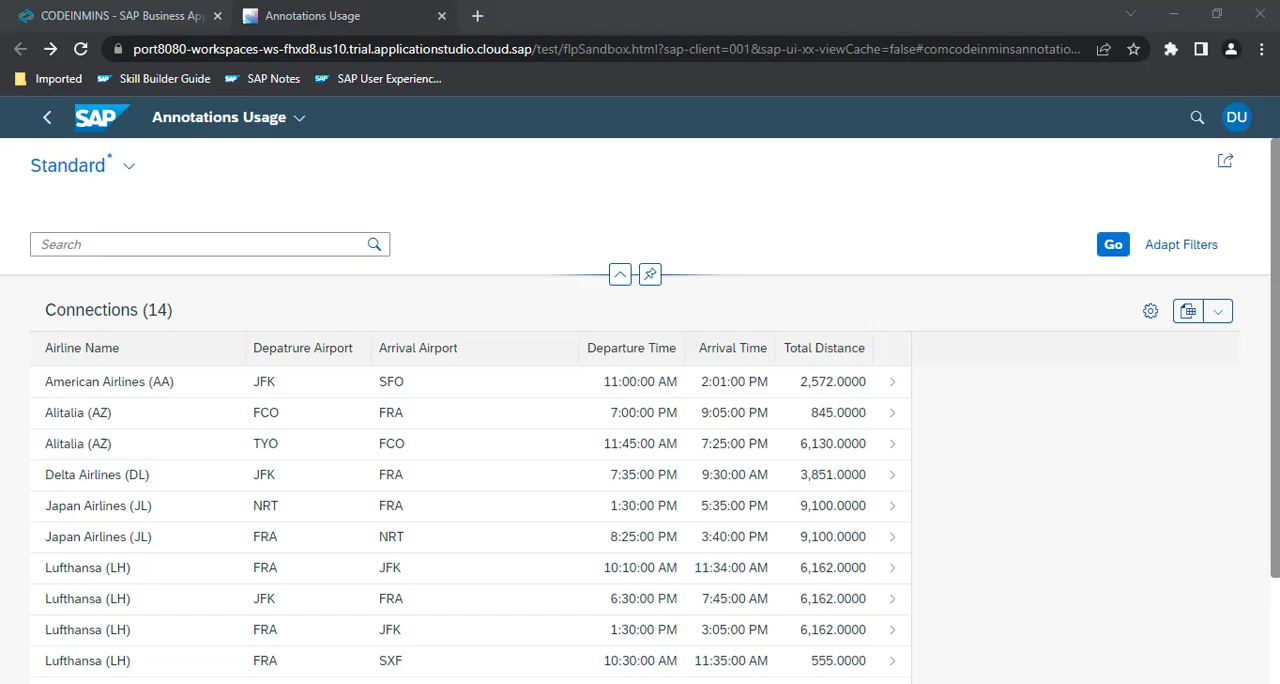 CODEINMINS - SAP Business Ap
Annotations Usage
port8080-workspaces-ws-fhxd8.us10.trial.applicationstudio.cloud.sap/test/flpSandbox.html?sap-client=001&sap-ui-xx-viewCache=false#comcodeinminsannotatio...
Imported SAP Skill Builder Guide SAP SAP Notes SAP SAP User Experienc...
SAP Annotations Usage DU
Standard*
Search
Go Adapt Filters
Connections (14)
Airline Name Depatrure Airport Arrival Airport Departure Time Arrival Time Total Distance
American Airlines (AA) JFK SFO 11:00:00 AM 2:01:00 PM 2,572.0000
Alitalia (AZ) FCO FRA 7:00:00 PM 9:05:00 PM 845.0000
Alitalia (AZ) TYO FCO 11:45:00 AM 7:25:00 PM 6,130.0000
Delta Airlines (DL) JFK FRA 7:35:00 PM 9:30:00 AM 3,851.0000
Japan Airlines (JL) NRT FRA 1:30:00 PM 5:35:00 PM 9,100.0000
Japan Airlines (JL) FRA NRT 8:25:00 PM 3:40:00 PM 9,100.0000
Lufthansa (LH) FRA JFK 10:10:00 AM 11:34:00 AM 6,162.0000
Lufthansa (LH) JFK FRA 6:30:00 PM 7:45:00 AM 6,162.0000
Lufthansa (LH) FRA JFK 1:30:00 PM 3:05:00 PM 6,162.0000
Lufthansa (LH) FRA SXF 10:30:00 AM 11:35:00 AM 555.0000